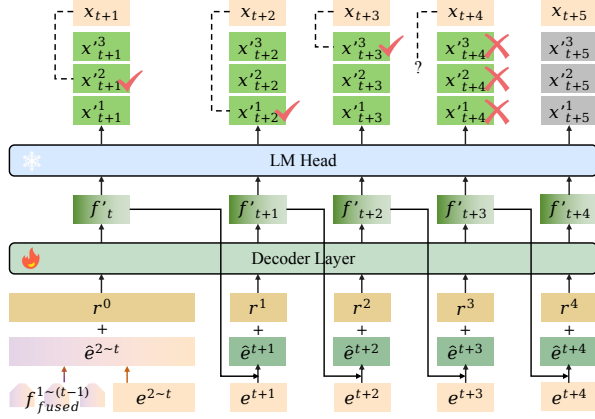 x_{t+1} x_{t+2} x_{t+3} x_{t+4} x_{t+5}
x'^3_{t+1} x'^3_{t+2} x'^3_{t+3} x'^3_{t+4} x'^3_{t+5}
x'^2_{t+1} x'^2_{t+2} x'^2_{t+3} x'^2_{t+4} x'^2_{t+5}
?
x'^1_{t+1} x'^1_{t+2} x'^1_{t+3} x'^1_{t+4} x'^1_{t+5}
LM Head
f'_t f'_{t+1} f'_{t+2} f'_{t+3} f'_{t+4}
Decoder Layer
r^0 r^1 r^2 r^3 r^4
+ + + + +
ê^{2~t} ê^{t+1} ê^{t+2} ê^{t+3} ê^{t+4}
f^{1~(t-1)}_{fused} e^{2~t} e^{t+1} e^{t+2} e^{t+3} e^{t+4}